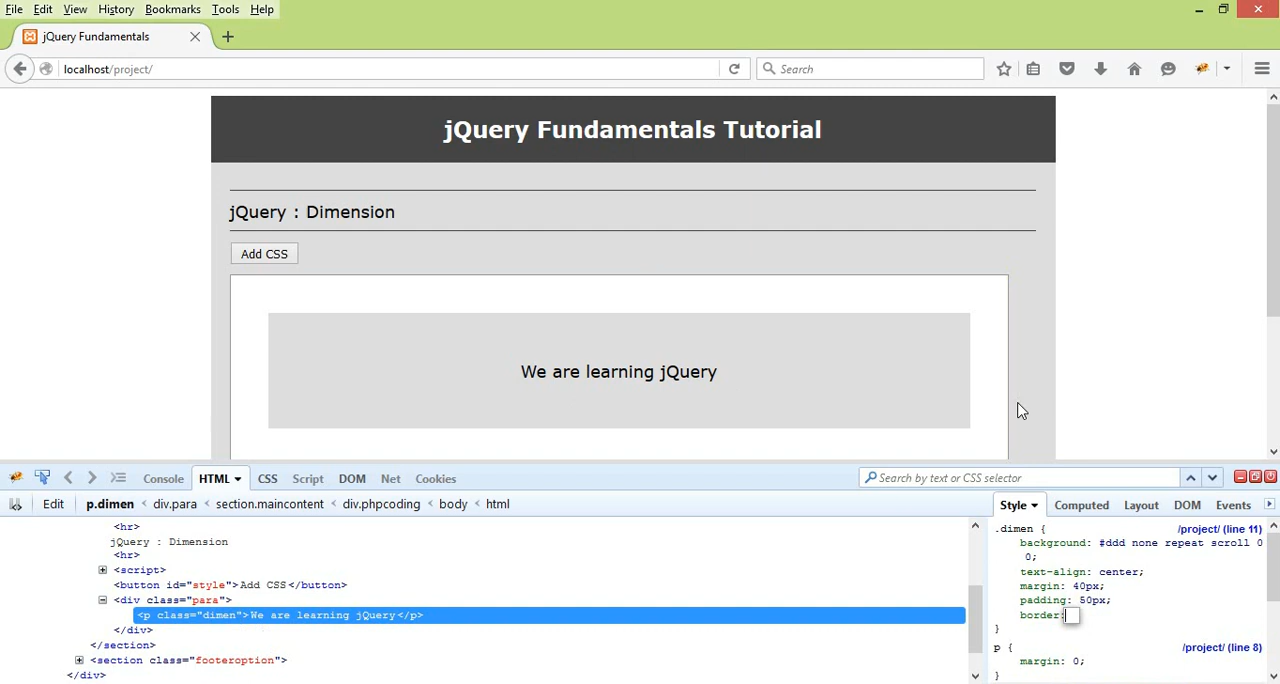 File Edit View History Bookmarks Tools Help
jQuery Fundamentals
localhost/project/ Search
jQuery Fundamentals Tutorial
jQuery : Dimension
Add CSS
We are learning jQuery
Console HTML CSS Script DOM Net Cookies Search by text or CSS selector
Edit p.dimen < div.para < section.maincontent < div.phpcoding < body < html
Style Computed Layout DOM Events
<hr>
jQuery : Dimension
<hr>
<script>
<button id="style">Add CSS</button>
<div class="para">
<p class="dimen">We are learning jQuery</p>
</div>
</section>
<section class="footeroption">
</div>
.dimen { /project/ (line 11)
background: #ddd none repeat scroll 0
0;
text-align: center;
margin: 40px;
padding: 50px;
border:
}
p { /project/ (line 8)
margin: 0;
}